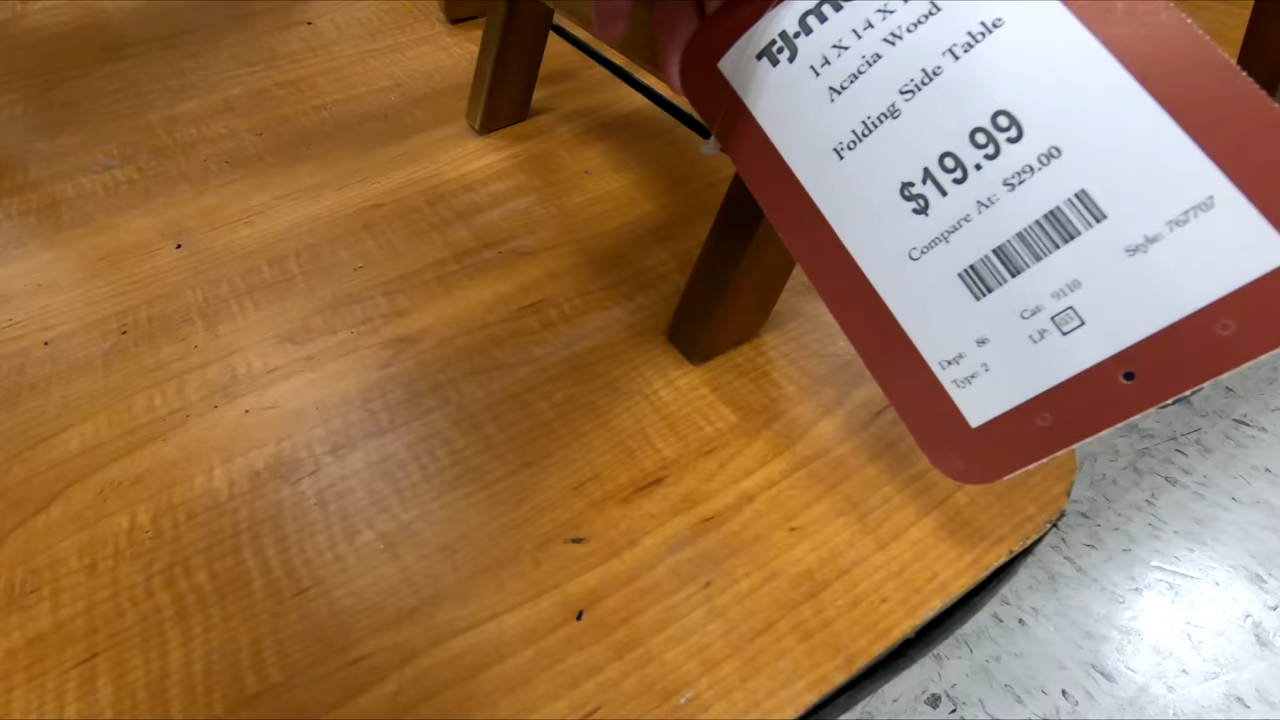 T·J·m
14 X 14 X
Acacia Wood
Folding Side Table
$19.99
Compare At: $29.00
Style: 767707
Cat: 9110
Dept: 86
LP:
Type: 2